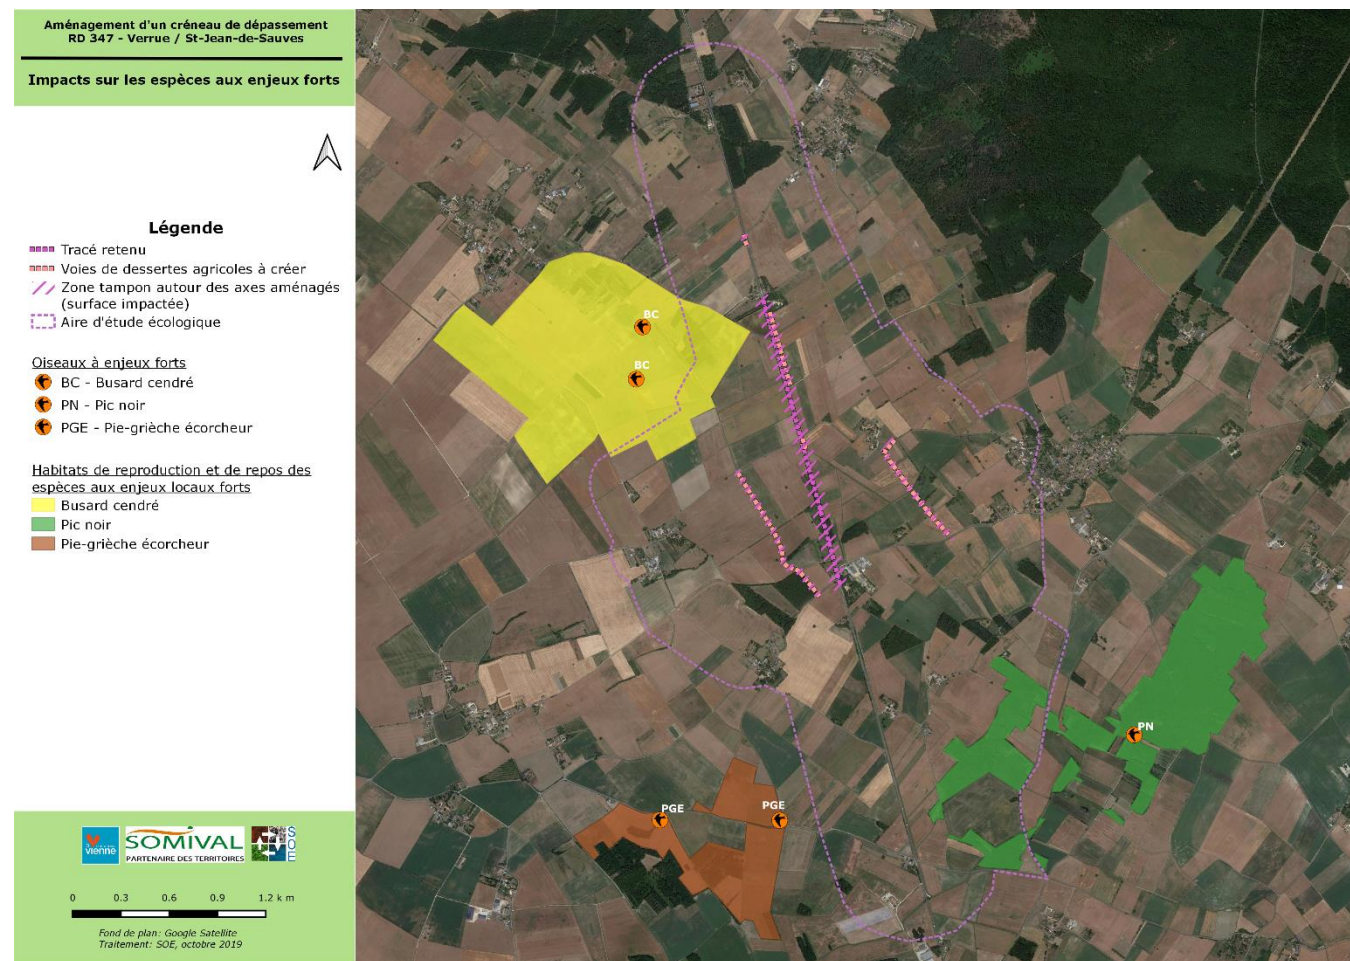 Aménagement d'un créneau de dépassement
RD 347 - Verrue / St-Jean-de-Sauves
Impacts sur les espèces aux enjeux forts
Légende
Tracé retenu
Voies de dessertes agricoles à créer
Zone tampon autour des axes aménagés
(surface impactée)
Aire d'étude écologique
Oiseaux à enjeux forts
BC - Busard cendré
PN - Pic noir
PGE - Pie-grièche écorcheur
Habitats de reproduction et de repos des
espèces aux enjeux locaux forts
Busard cendré
Pic noir
Pie-grièche écorcheur
vienne
SOMIVAL
PARTENAIRE DES TERRITOIRES
SOE
0 0.3 0.6 0.9 1.2 km
Fond de plan: Google Satellite
Traitement: SOE, octobre 2019
BC
BC
PN
PGE
PGE